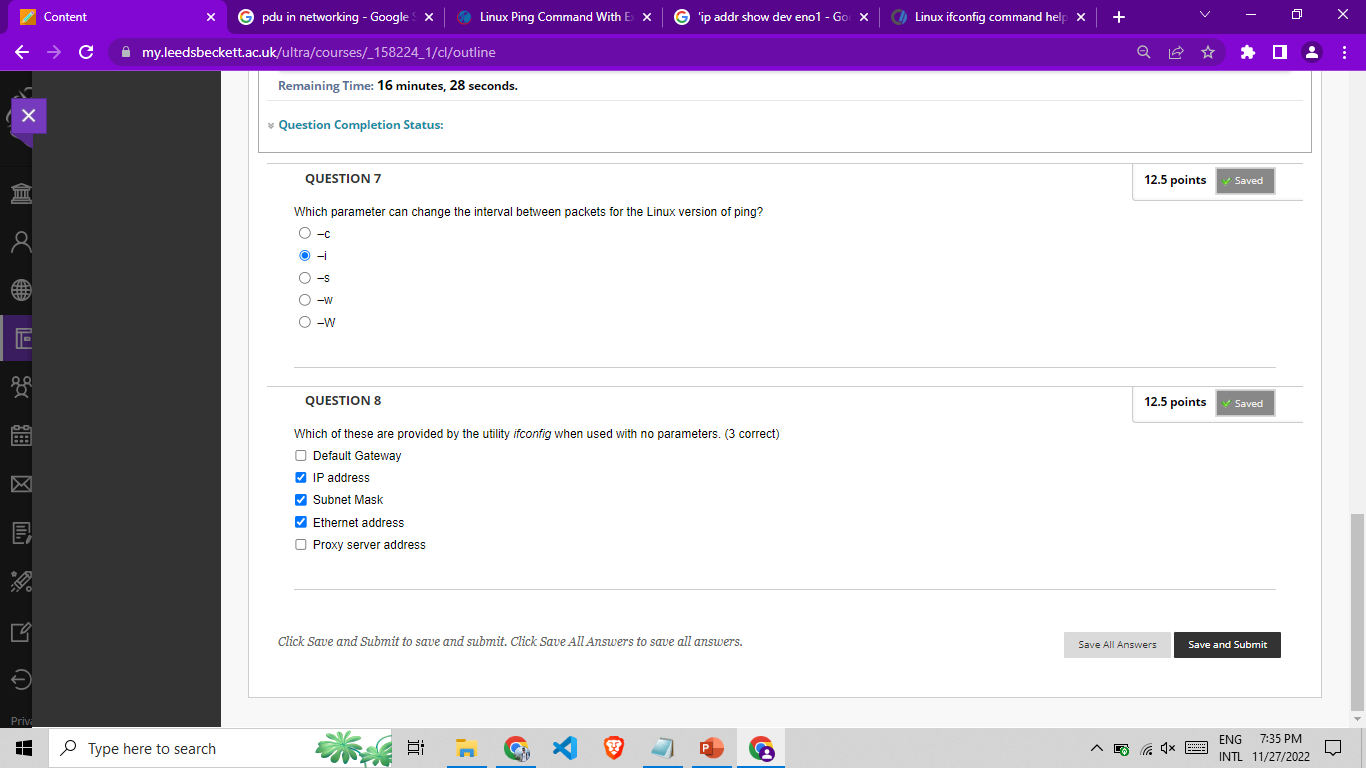 Content
pdu in networking - Google S
Linux Ping Command With E
'ip addr show dev eno1 - Go
Linux ifconfig command help
my.leedsbeckett.ac.uk/ultra/courses/_158224_1/cl/outline
Remaining Time: 16 minutes, 28 seconds.
Question Completion Status:
QUESTION 7
12.5 points
Saved
Which parameter can change the interval between packets for the Linux version of ping?
–c
–i
–s
–w
–W
QUESTION 8
12.5 points
Saved
Which of these are provided by the utility ifconfig when used with no parameters. (3 correct)
Default Gateway
IP address
Subnet Mask
Ethernet address
Proxy server address
Click Save and Submit to save and submit. Click Save All Answers to save all answers.
Save All Answers
Save and Submit
Priva
Type here to search
ENG
INTL
7:35 PM
11/27/2022